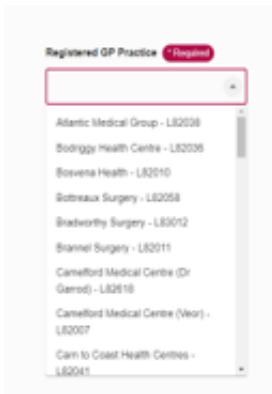 Registered GP Practice * Required
Atlantic Medical Group - L82038
Bodriggy Health Centre - L82036
Bosvena Health - L82010
Bottreaux Surgery - L82058
Bradworthy Surgery - L83012
Brannel Surgery - L82011
Camelford Medical Centre (Dr
Garrod) - L82618
Camelford Medical Centre (Veor) -
L82007
Carn to Coast Health Centres -
L82041